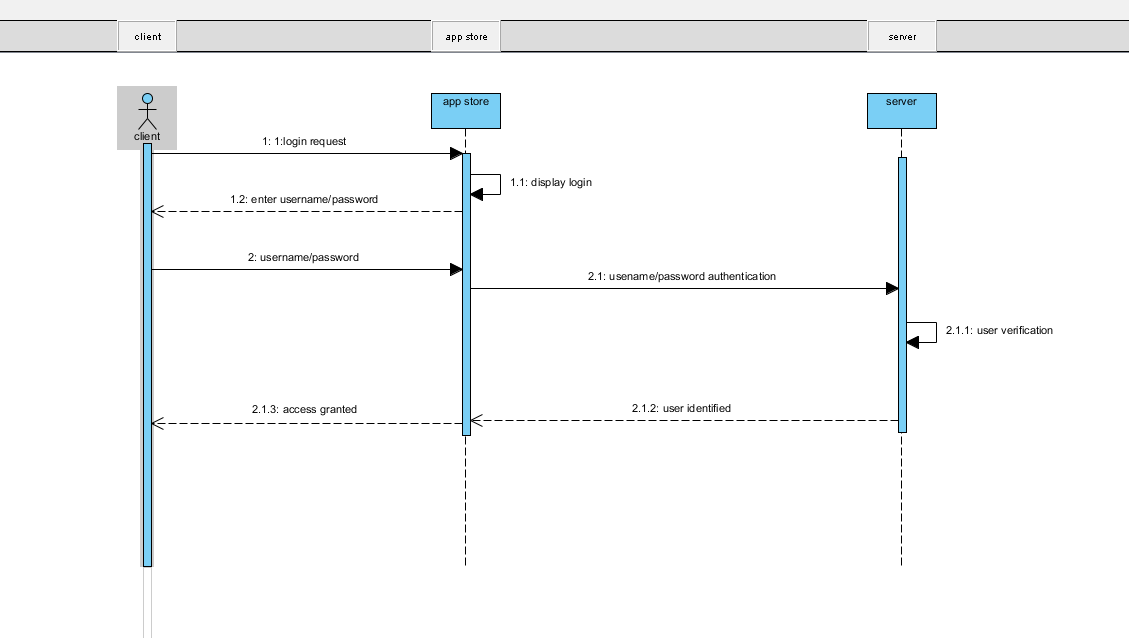 client
app store
server
app store
server
client
1: 1:login request
1.1: display login
1.2: enter username/password
2: username/password
2.1: usename/password authentication
2.1.1: user verification
2.1.3: access granted
2.1.2: user identified